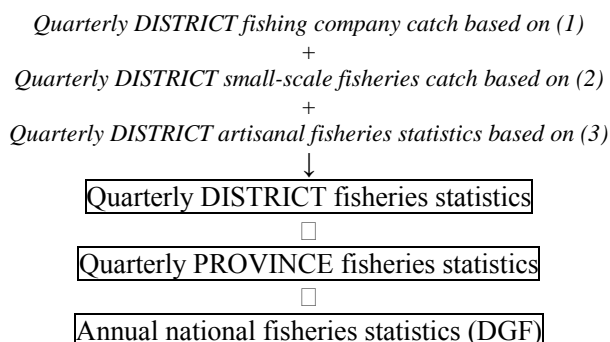 Quarterly DISTRICT fishing company catch based on (1)
+
Quarterly DISTRICT small-scale fisheries catch based on (2)
+
Quarterly DISTRICT artisanal fisheries statistics based on (3)
↓
Quarterly DISTRICT fisheries statistics
□
Quarterly PROVINCE fisheries statistics
□
Annual national fisheries statistics (DGF)